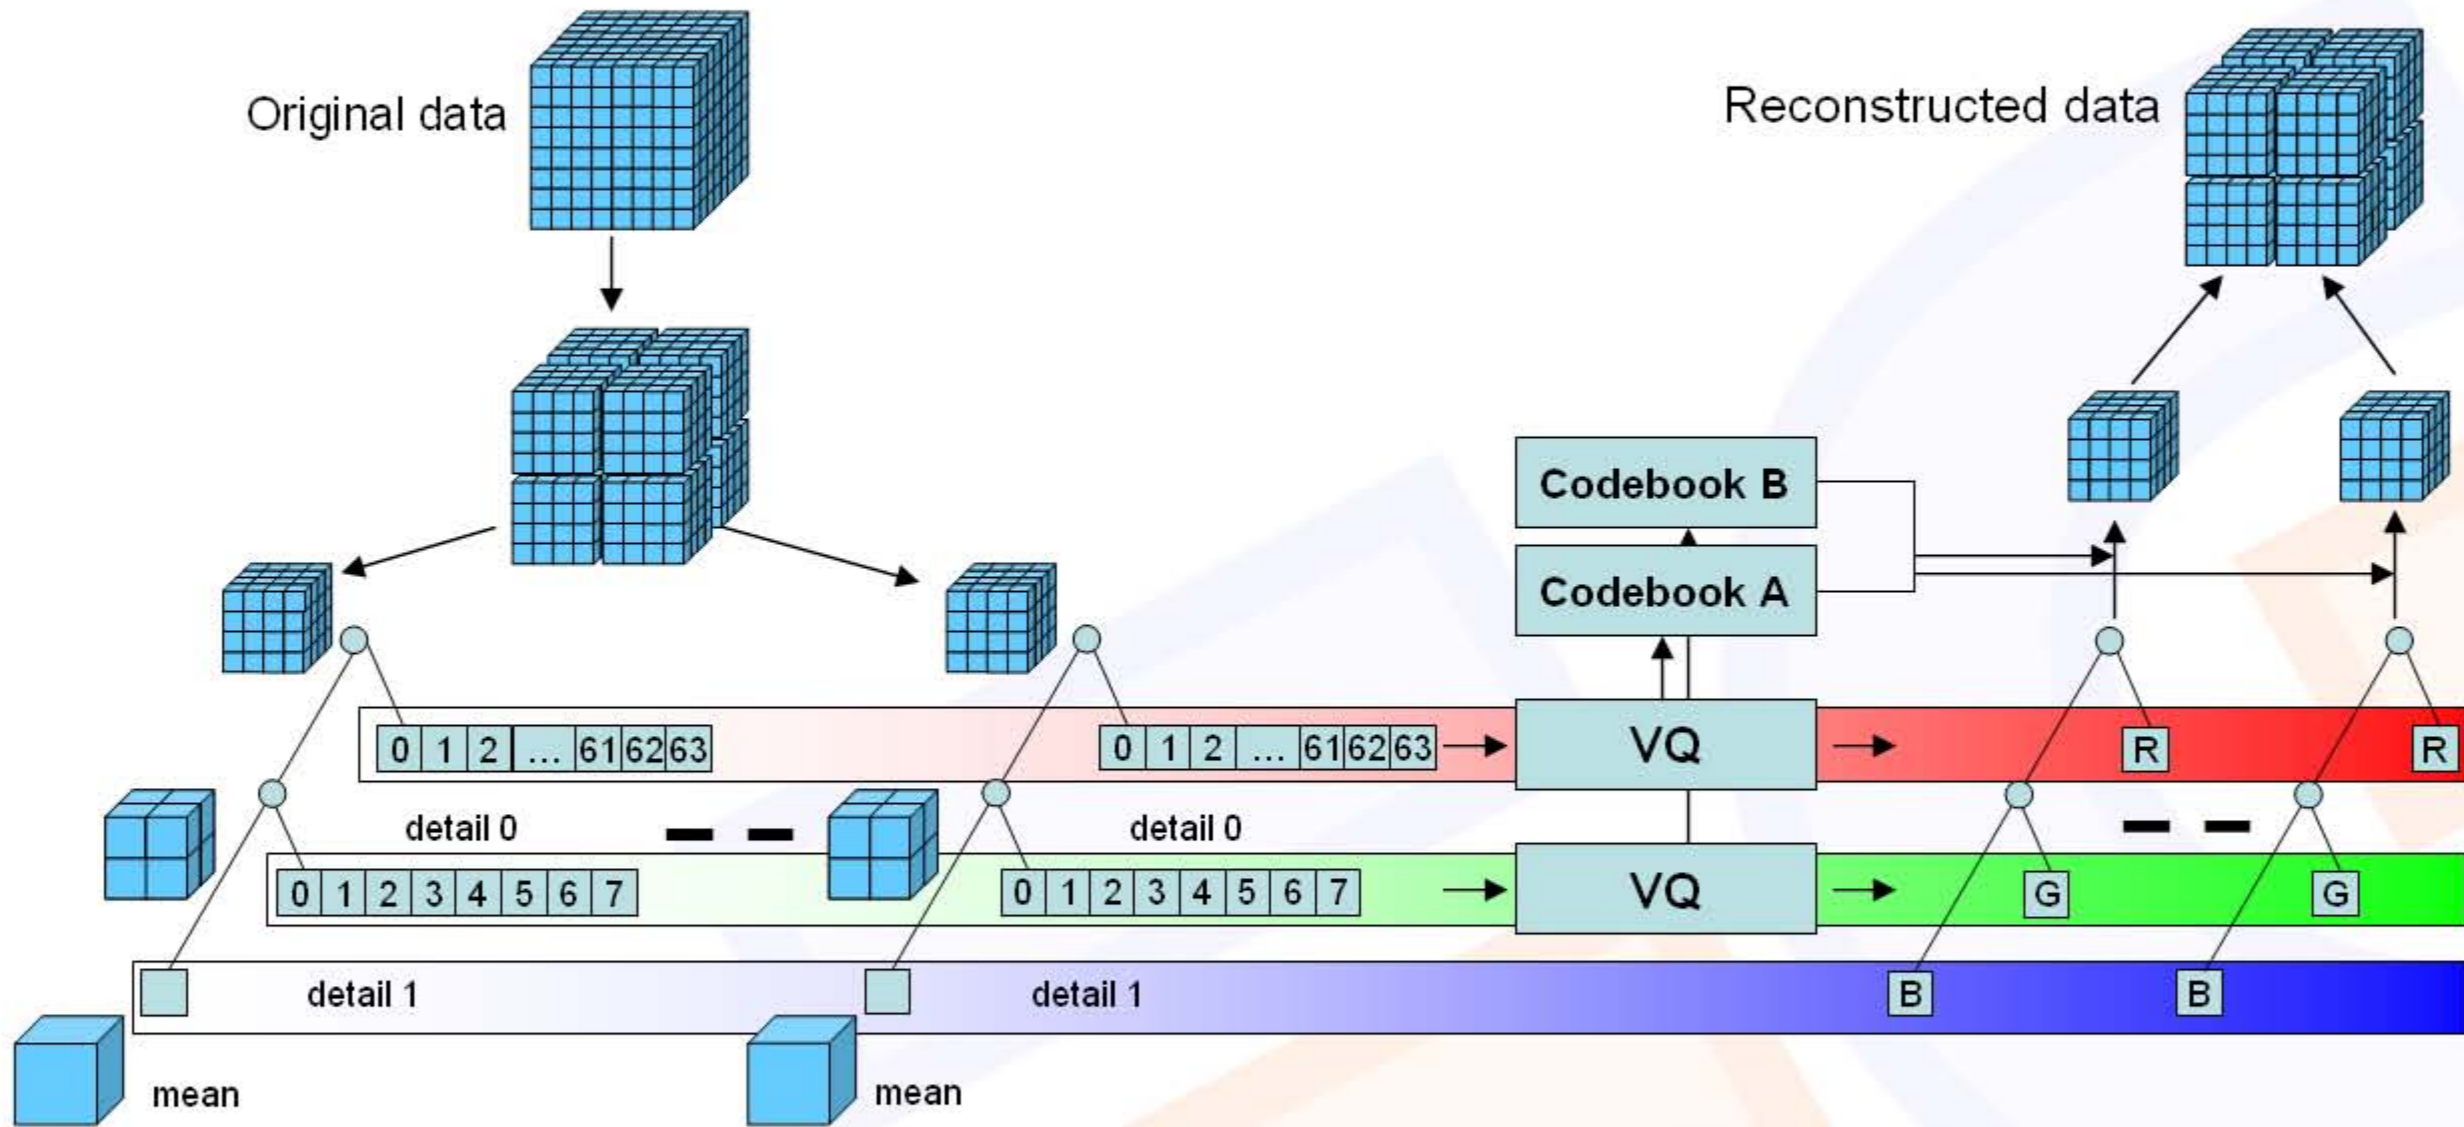 Original data
Reconstructed data
Codebook B
Codebook A
0 1 2 ... 61 62 63
0 1 2 ... 61 62 63
VQ
R
R
detail 0
detail 0
0 1 2 3 4 5 6 7
0 1 2 3 4 5 6 7
VQ
G
G
detail 1
detail 1
B
B
mean
mean